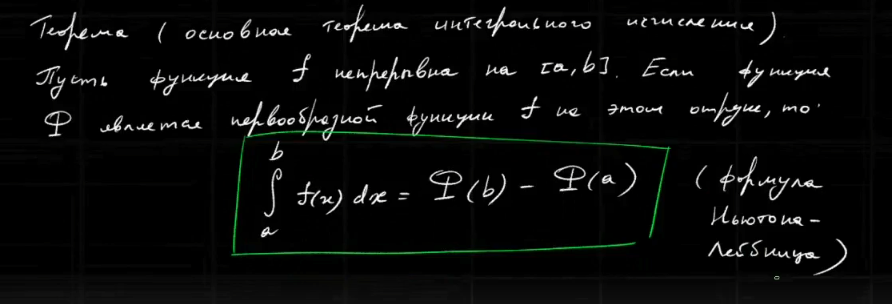 Теорема (основная теорема интегрального исчисления)
Пусть функция f непрерывна на [a, b]. Если функция
Φ является первообразной функции f на этом отрезке, то:
∫ₐᵇ f(x) dx = Φ(b) - Φ(a) (формула
Ньютона-
Лейбница)